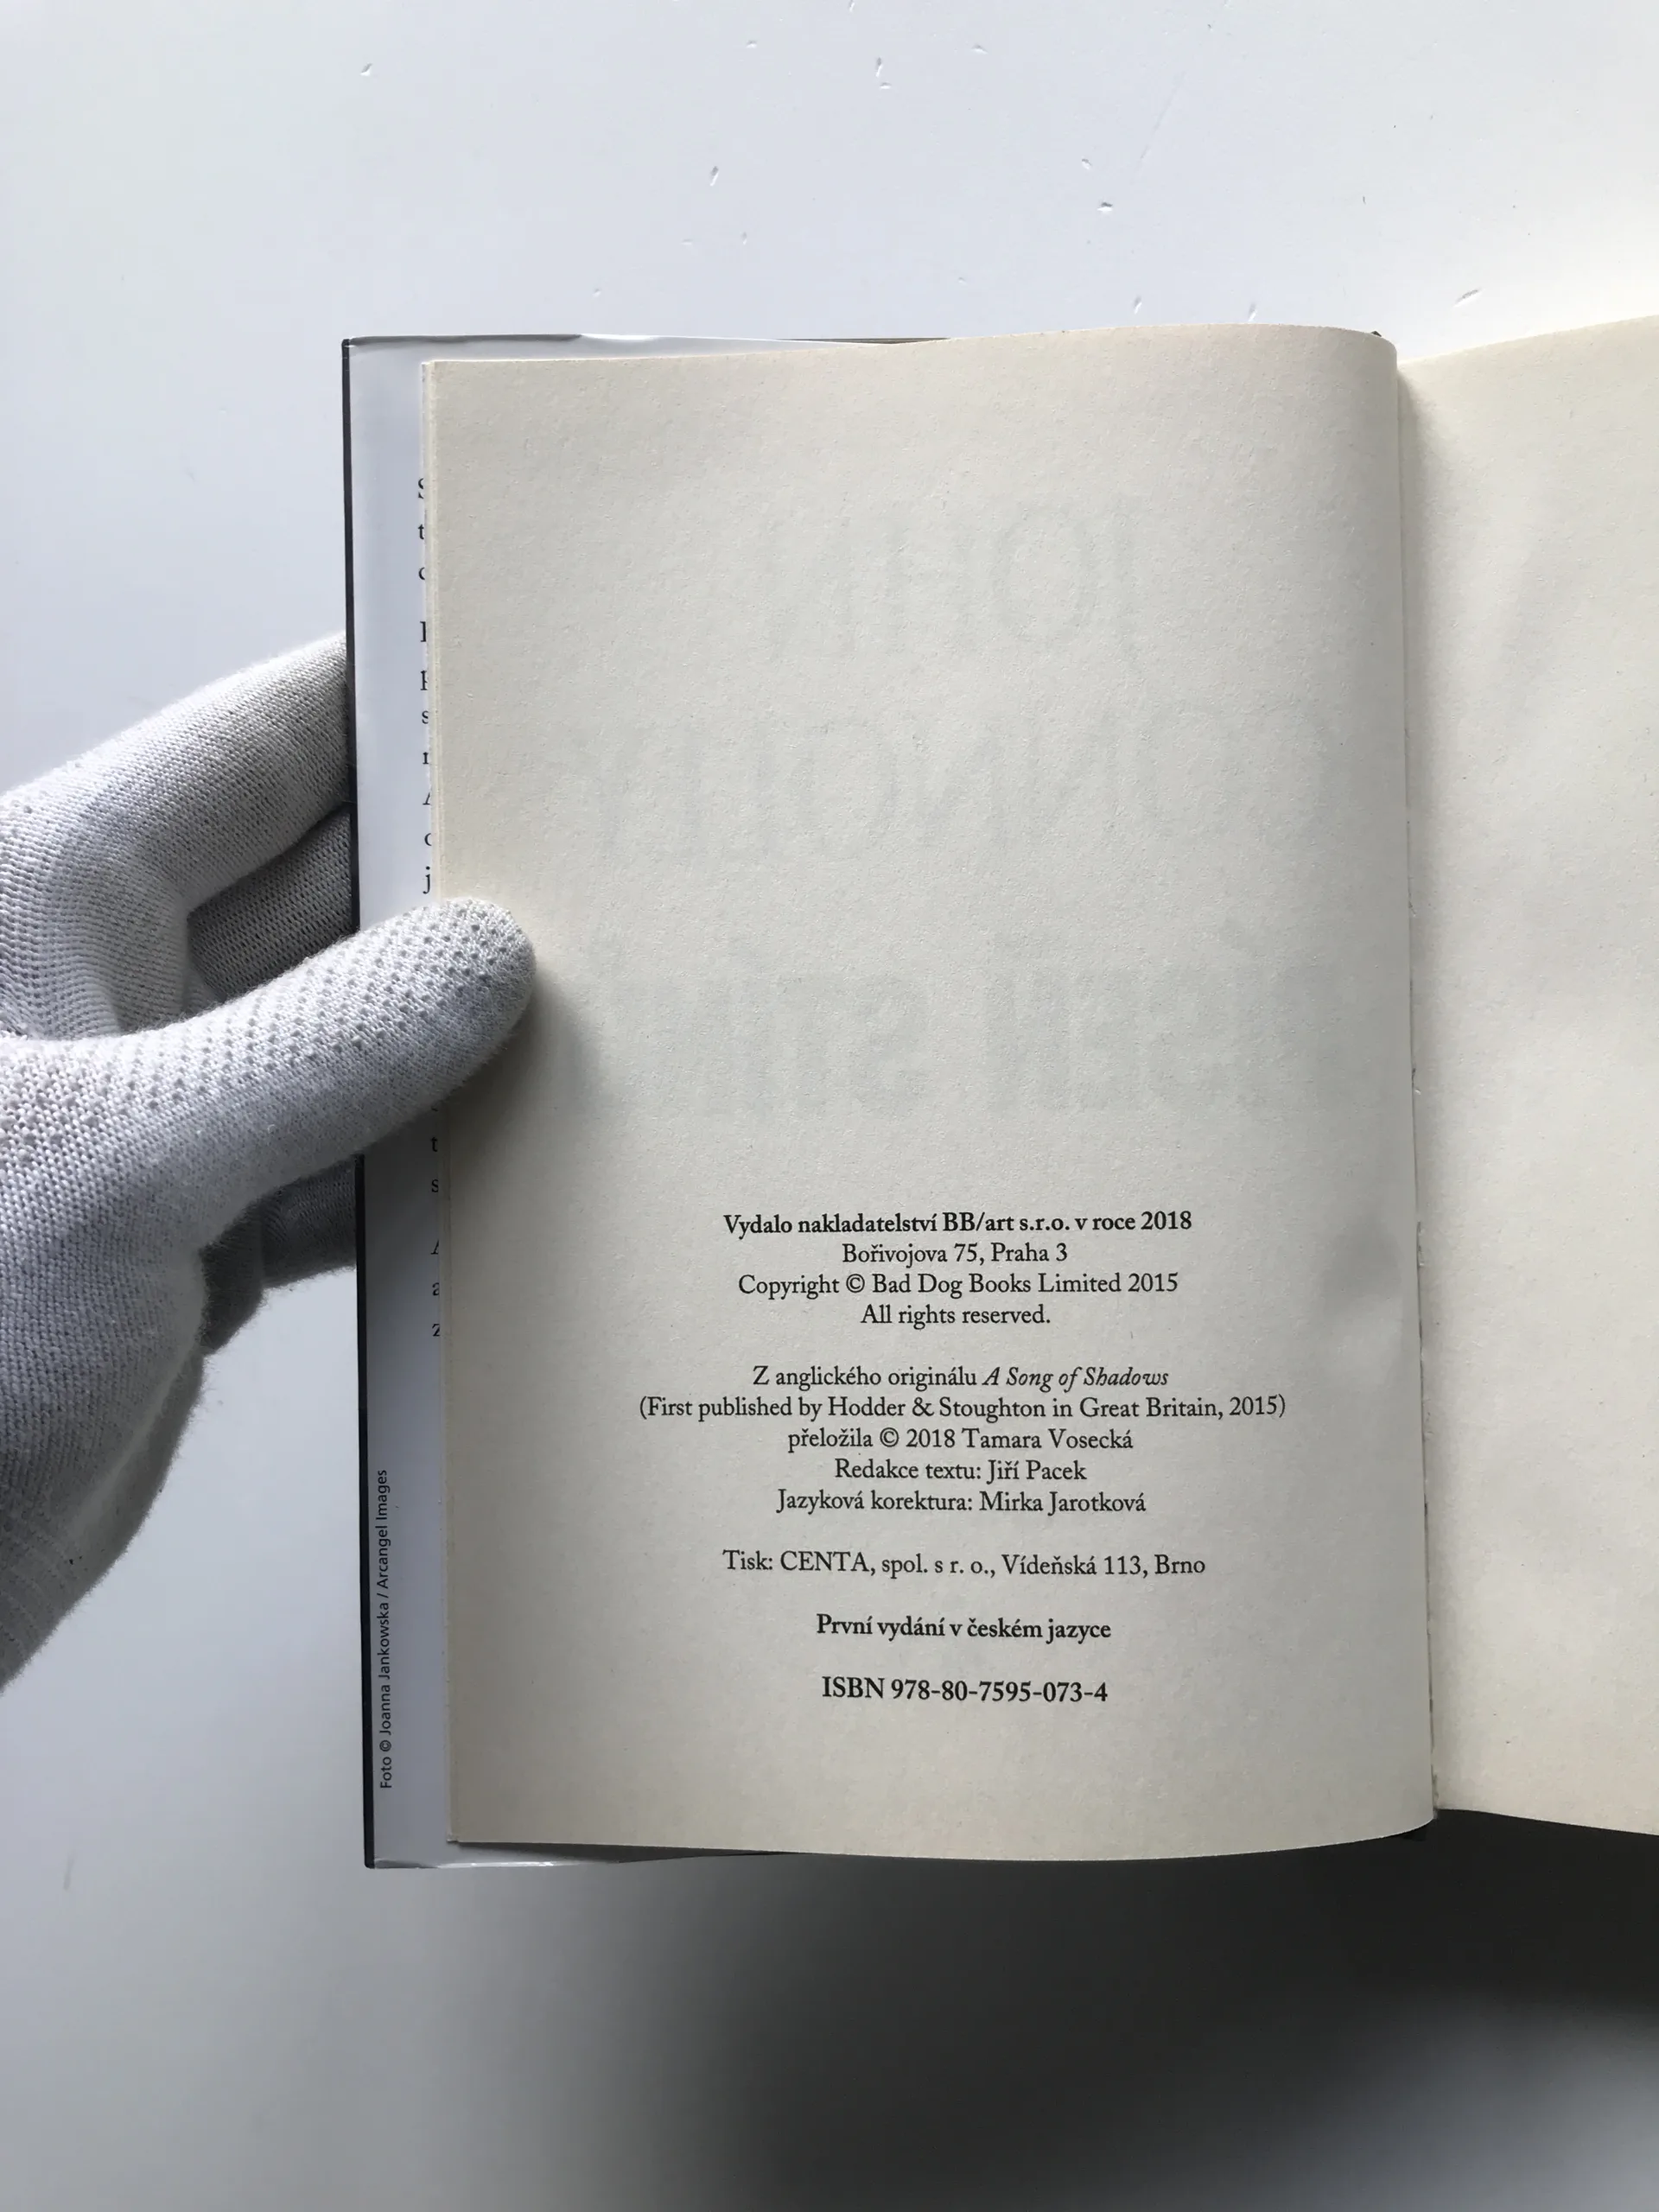 Vydalo nakladatelství BB/art s.r.o. v roce 2018
Bořivojova 75, Praha 3
Copyright © Bad Dog Books Limited 2015
All rights reserved.
Z anglického originálu A Song of Shadows
(First published by Hodder & Stoughton in Great Britain, 2015)
přeložila © 2018 Tamara Vosecká
Redakce textu: Jiří Pacek
Jazyková korektura: Mirka Jarotková
Tisk: CENTA, spol. s r. o., Vídeňská 113, Brno
První vydání v českém jazyce
ISBN 978-80-7595-073-4
Foto © Joanna Jankowska / Arcangel Images